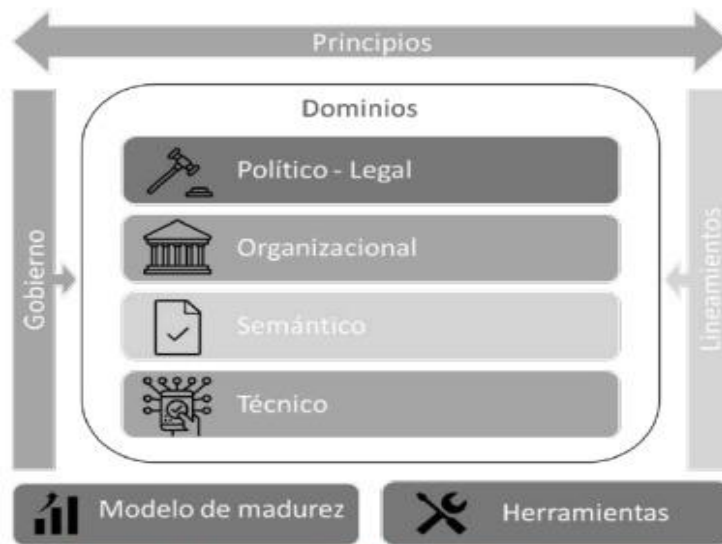 Principios
Gobierno
Dominios
Político - Legal
Organizacional
Semántico
Técnico
Lineamientos
Modelo de madurez
Herramientas